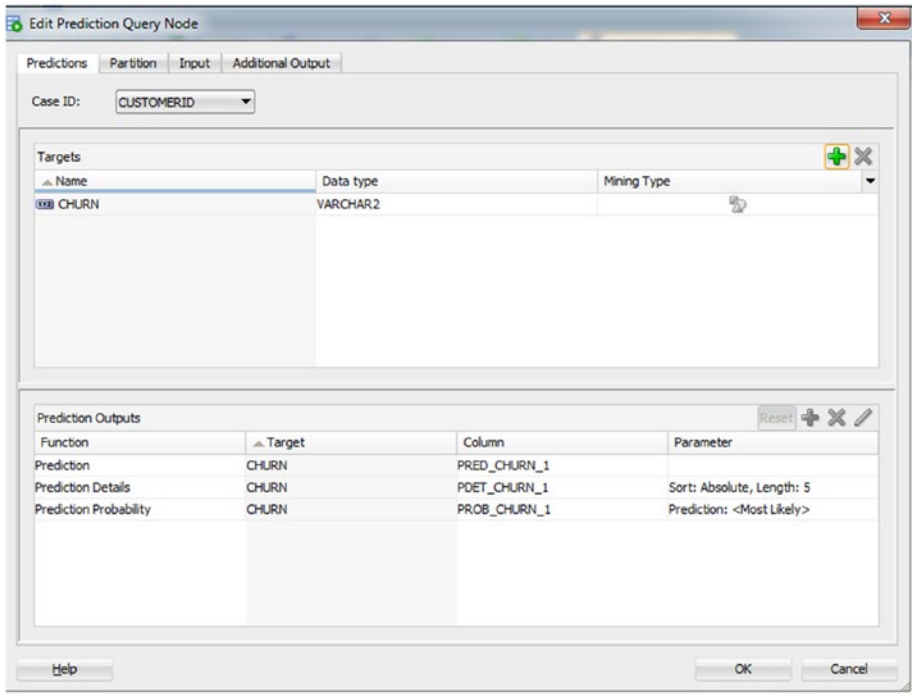 Edit Prediction Query Node
Predictions Partition Input Additional Output
Case ID: CUSTOMERID
Targets
Name Data type Mining Type
XYZ CHURN VARCHAR2
Prediction Outputs Reset
Function Target Column Parameter
Prediction CHURN PRED_CHURN_1
Prediction Details CHURN PDET_CHURN_1 Sort: Absolute, Length: 5
Prediction Probability CHURN PROB_CHURN_1 Prediction: <Most Likely>
Help OK Cancel